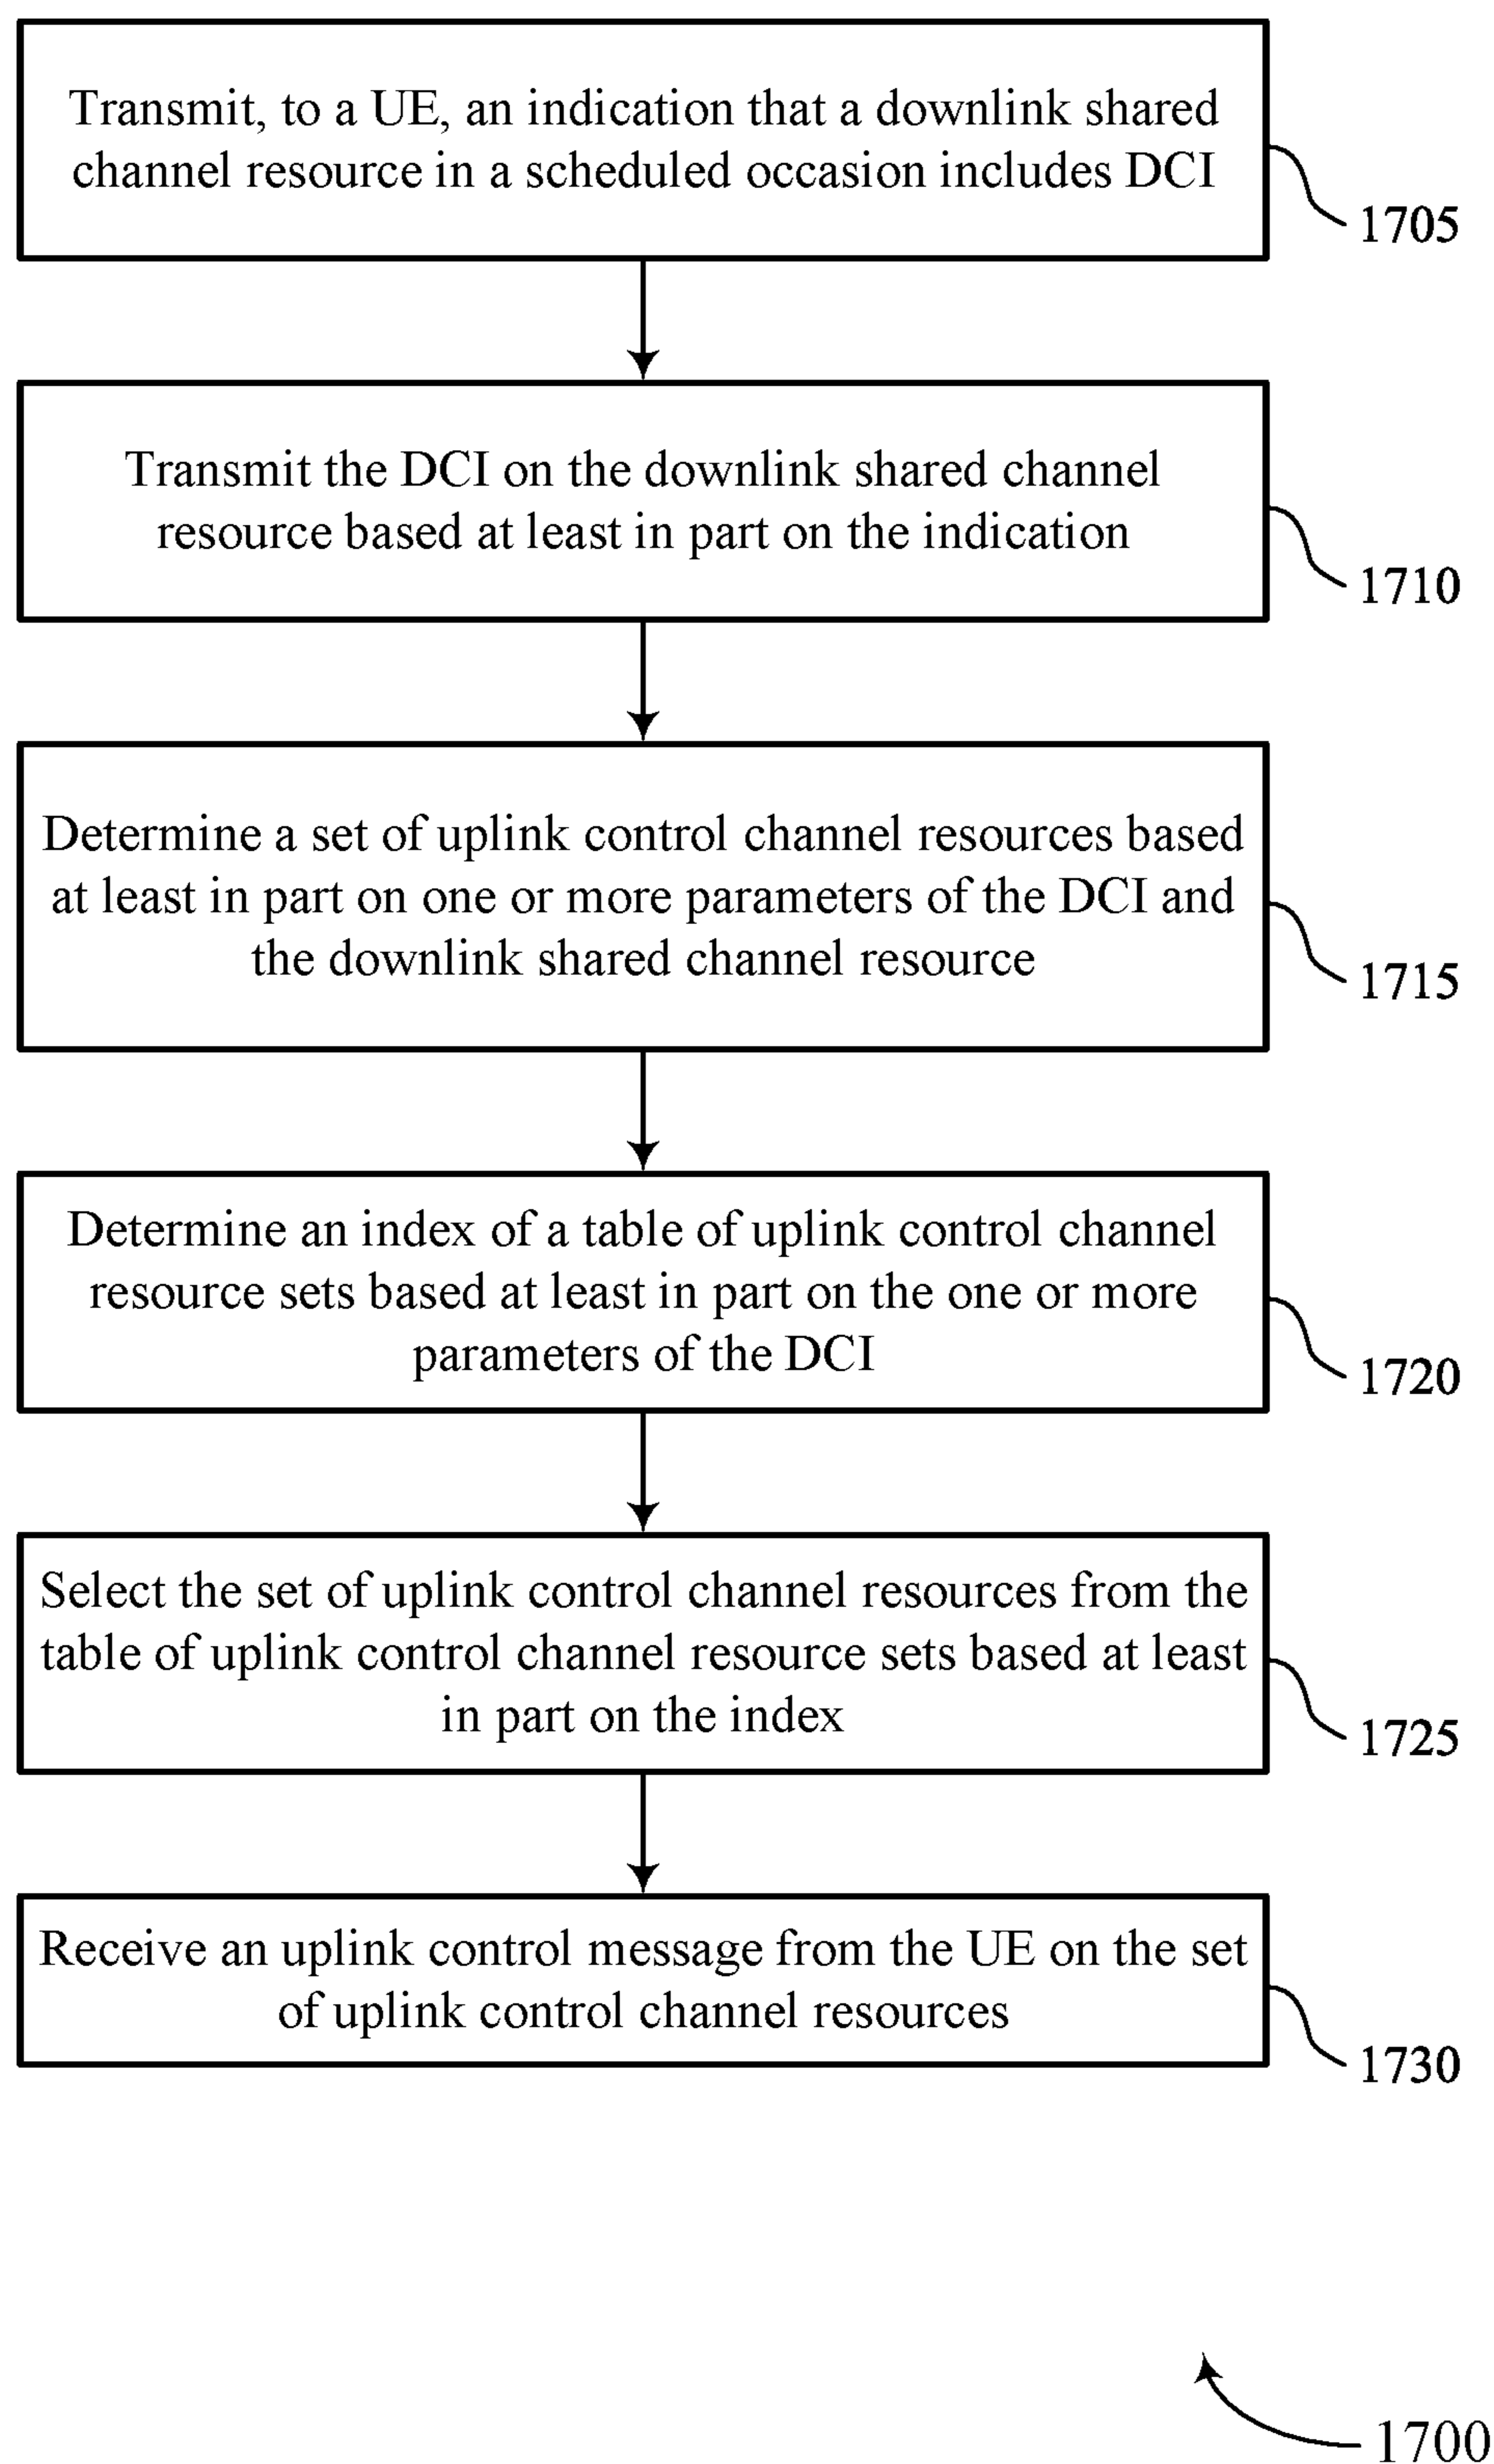 Transmit, to a UE, an indication that a downlink shared
channel resource in a scheduled occasion includes DCI
1705
Transmit the DCI on the downlink shared channel
resource based at least in part on the indication
1710
Determine a set of uplink control channel resources based
at least in part on one or more parameters of the DCI and
the downlink shared channel resource
1715
Determine an index of a table of uplink control channel
resource sets based at least in part on the one or more
parameters of the DCI
1720
Select the set of uplink control channel resources from the
table of uplink control channel resource sets based at least
in part on the index
1725
Receive an uplink control message from the UE on the set
of uplink control channel resources
1730
1700